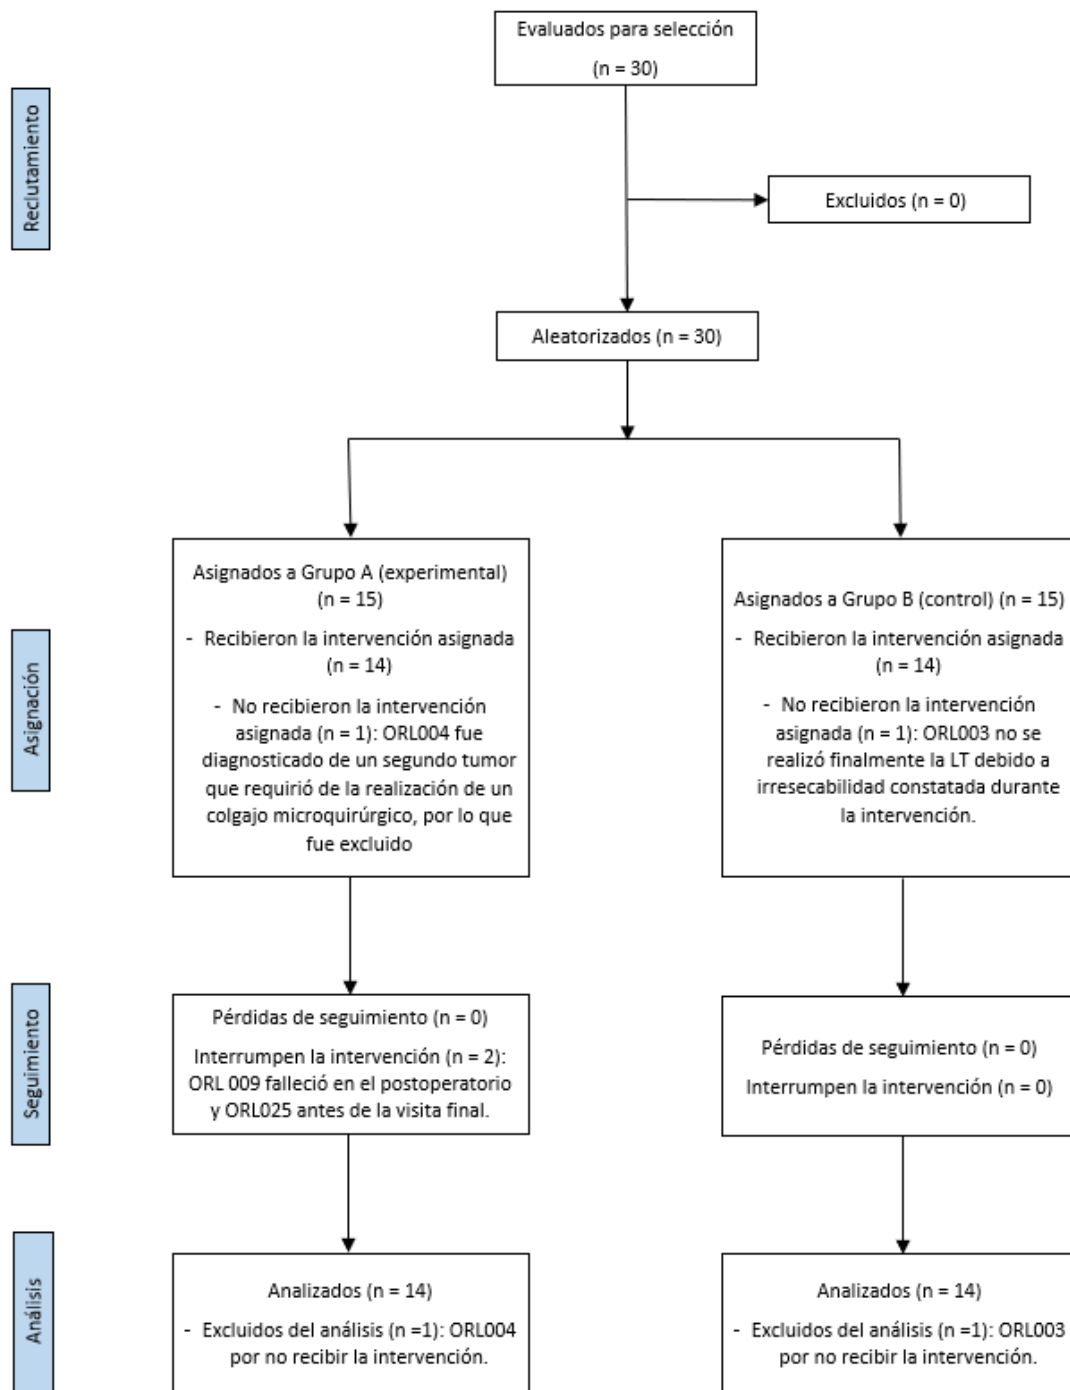 Evaluados para selección
(n = 30)
Reclutamiento
Excluidos (n = 0)
Aleatorizados (n = 30)
Asignación
Asignados a Grupo A (experimental)
(n = 15)
- Recibieron la intervención asignada
(n = 14)
- No recibieron la intervención
asignada (n = 1): ORL004 fue
diagnosticado de un segundo tumor
que requirió de la realización de un
colgajo microquirúrgico, por lo que
fue excluido
Asignados a Grupo B (control) (n = 15)
- Recibieron la intervención asignada
(n = 14)
- No recibieron la intervención
asignada (n = 1): ORL003 no se
realizó finalmente la LT debido a
irresecabilidad constatada durante
la intervención.
Seguimiento
Pérdidas de seguimiento (n = 0)
Interrumpen la intervención (n = 2):
ORL 009 falleció en el postoperatorio
y ORL025 antes de la visita final.
Pérdidas de seguimiento (n = 0)
Interrumpen la intervención (n = 0)
Análisis
Analizados (n = 14)
- Excluidos del análisis (n =1): ORL004
por no recibir la intervención.
Analizados (n = 14)
- Excluidos del análisis (n =1): ORL003
por no recibir la intervención.